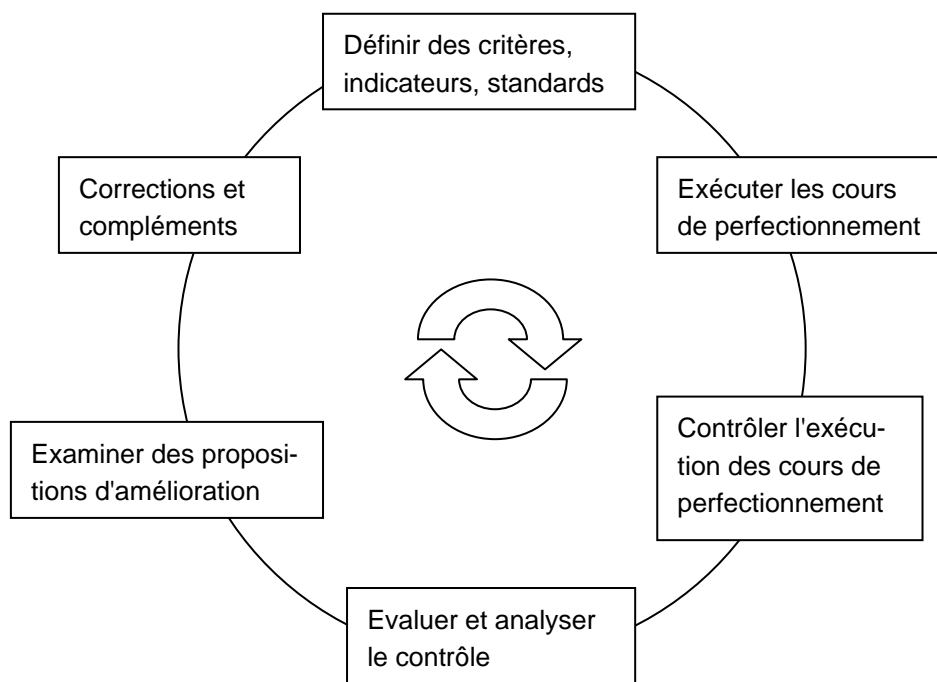 Définir des critères,
indicateurs, standards
Exécuter les cours
de perfectionnement
Contrôler l'exécu-
tion des cours de
perfectionnement
Evaluer et analyser
le contrôle
Examiner des proposi-
tions d'amélioration
Corrections et
compléments